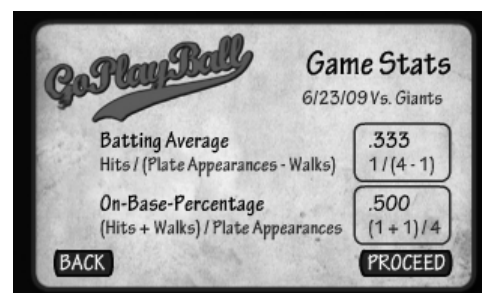 GoPlayBall
Game Stats
6/23/09 Vs. Giants
Batting Average
.333
Hits / (Plate Appearances - Walks)
1 / (4 - 1)
On-Base-Percentage
.500
(Hits + Walks) / Plate Appearances
(1 + 1) / 4
BACK
PROCEED